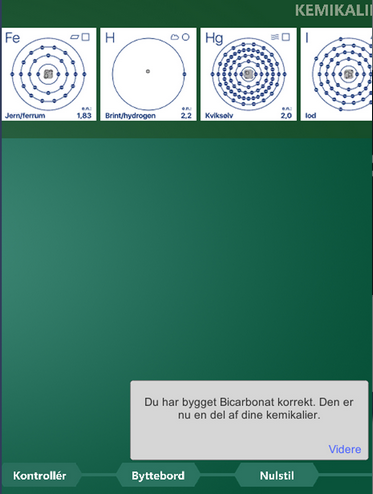 KEMIKALI
Fe H Hg I
Jern/ferrum e.n.: 1,83 Brint/hydrogen e.n.: 2,2 Kviksølv e.n.: 2,0 Iod
Du har bygget Bicarbonat korrekt. Den er
nu en del af dine kemikalier.
Videre
Kontrollér Byttebord Nulstil